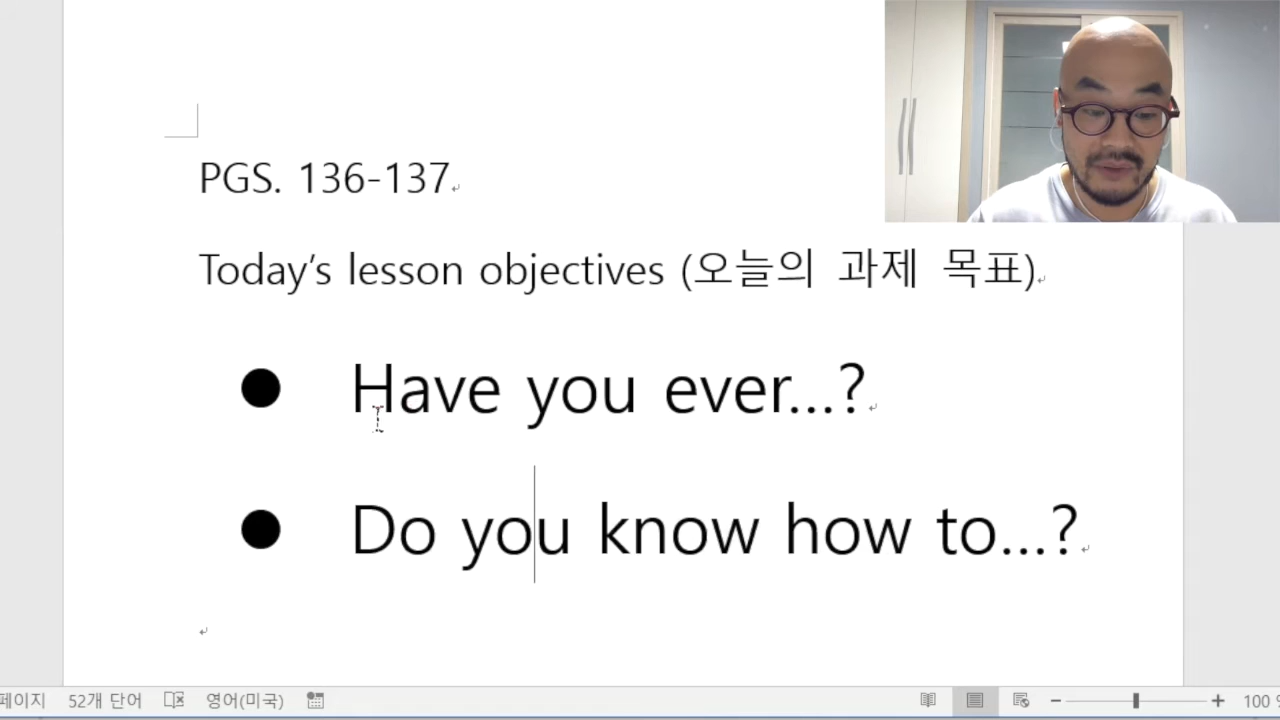 PGS. 136-137
Today's lesson objectives (오늘의 과제 목표)
● Have you ever...?
● Do you know how to...?
페이지 52개 단어 영어(미국) 100